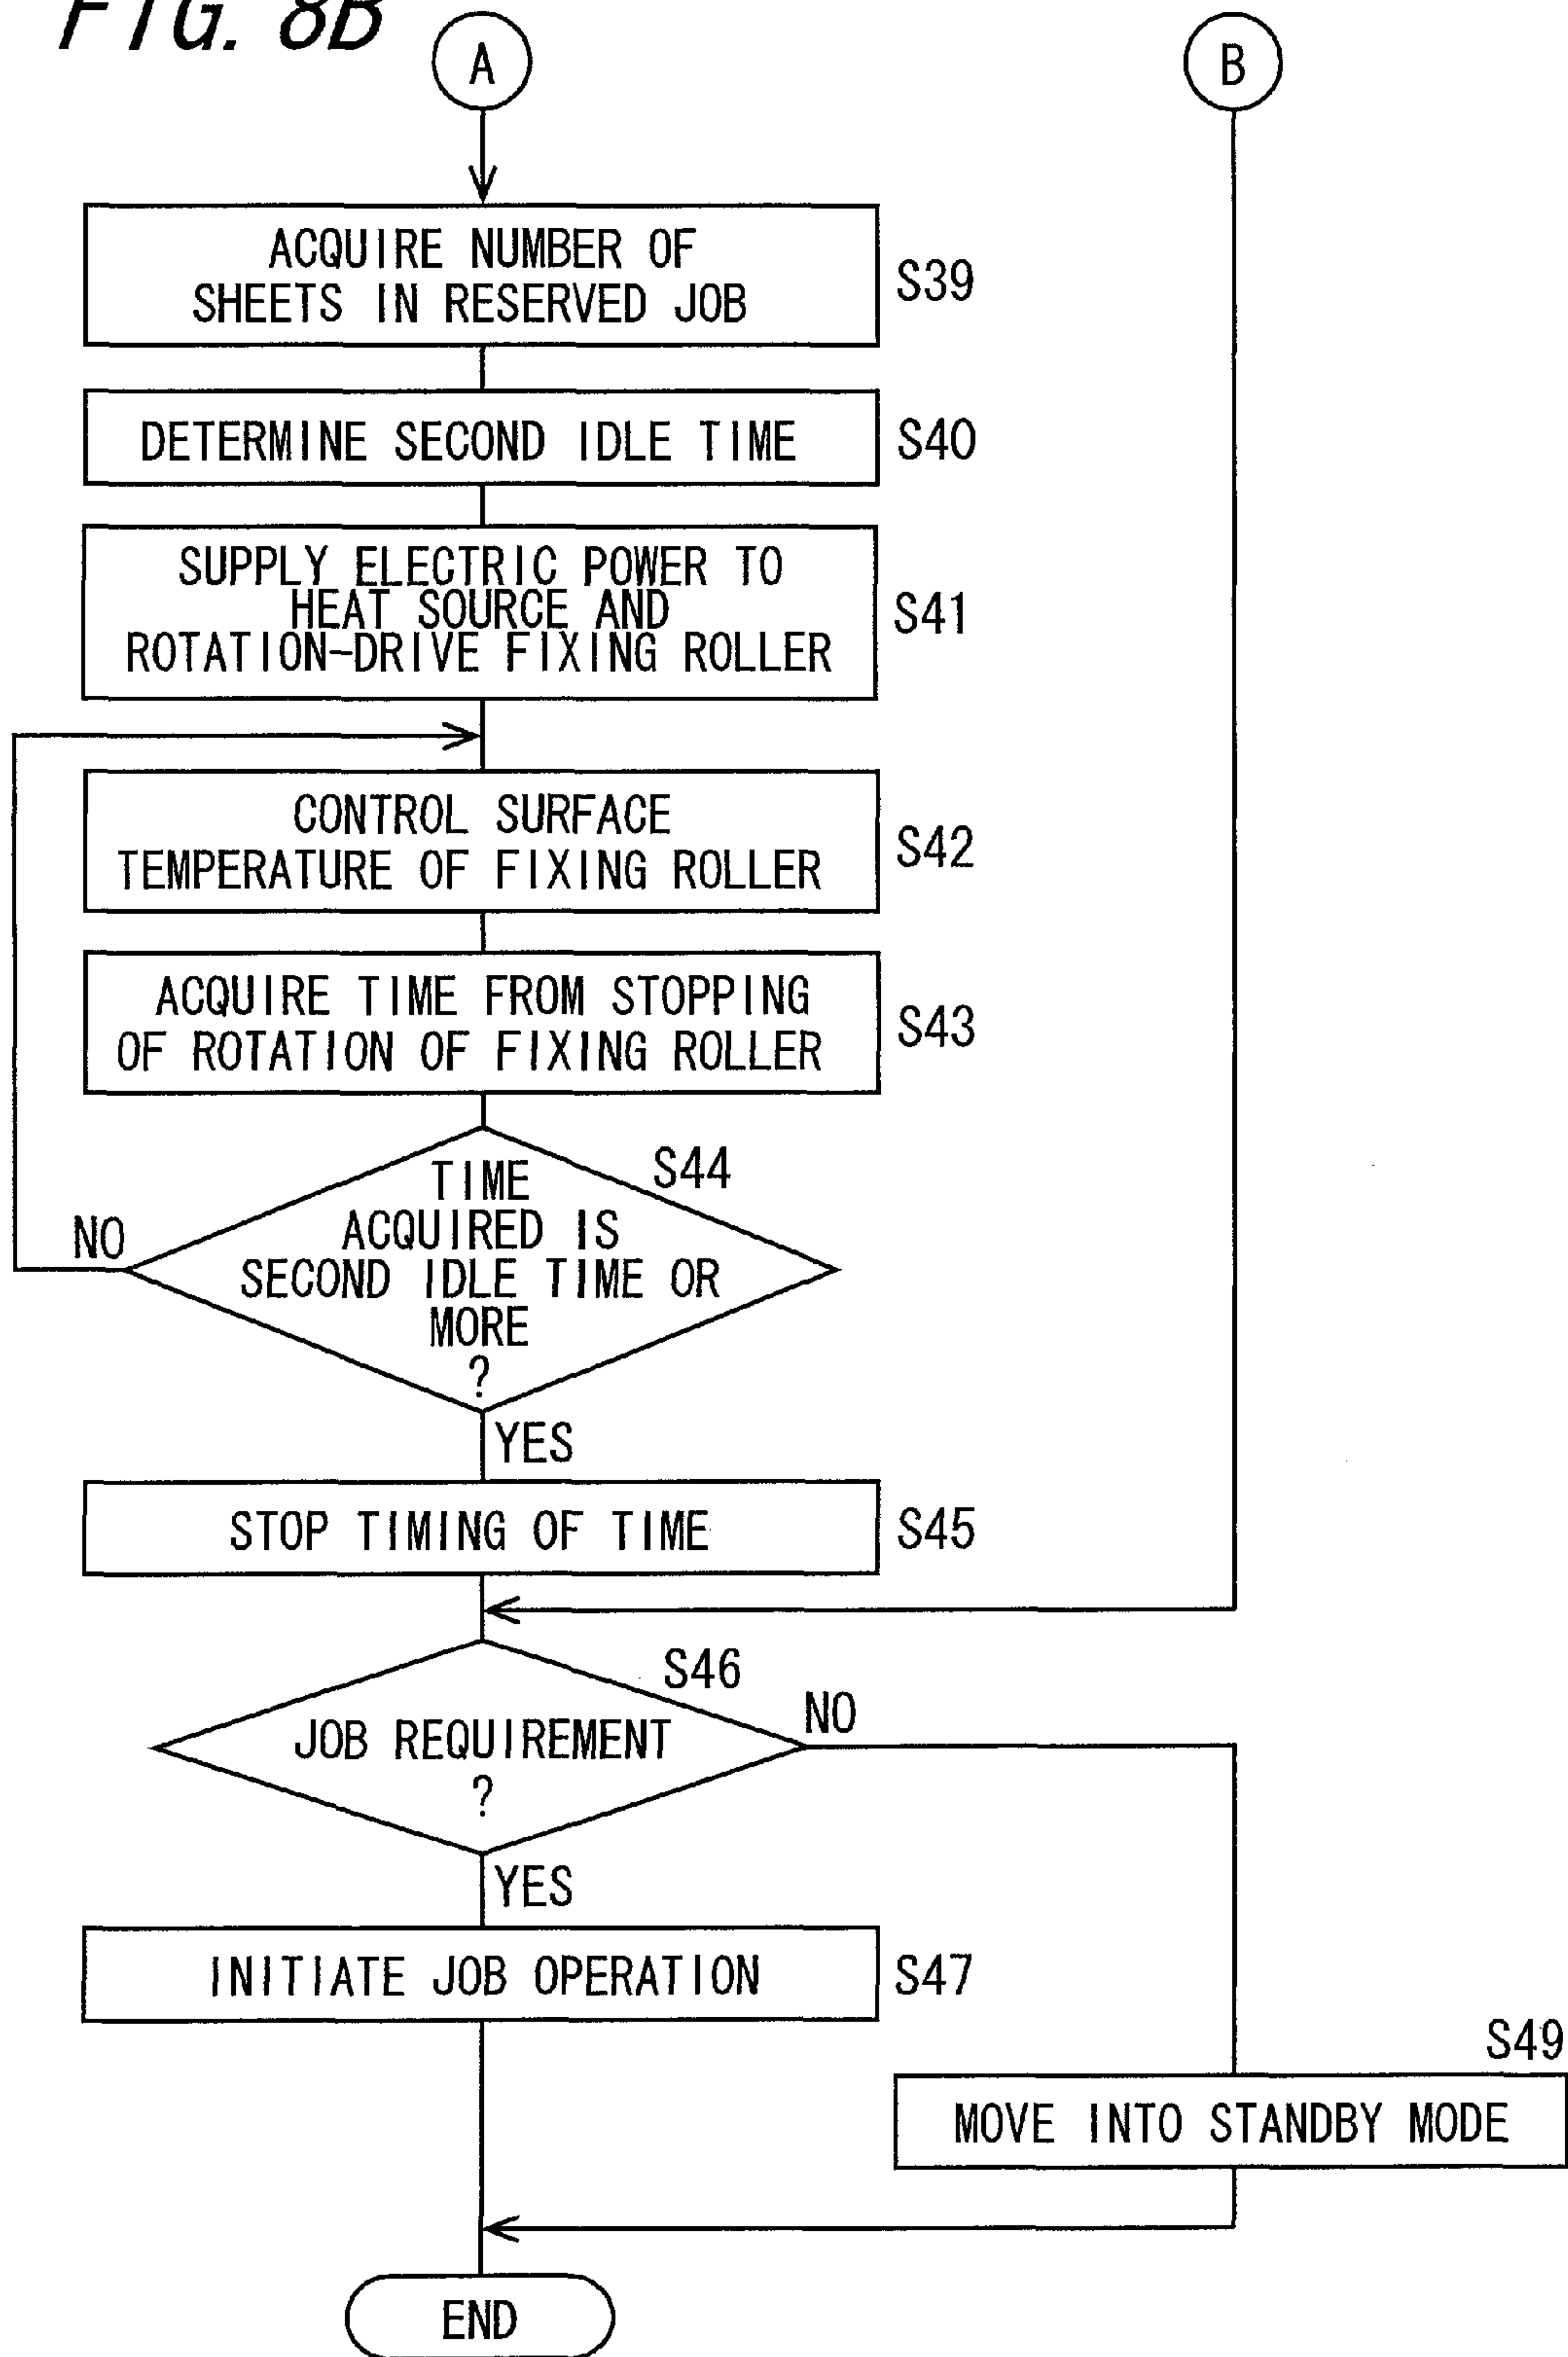 FIG. 8B
A
B
ACQUIRE NUMBER OF
SHEETS IN RESERVED JOB
S39
DETERMINE SECOND IDLE TIME
S40
SUPPLY ELECTRIC POWER TO
HEAT SOURCE AND
ROTATION-DRIVE FIXING ROLLER
S41
CONTROL SURFACE
TEMPERATURE OF FIXING ROLLER
S42
ACQUIRE TIME FROM STOPPING
OF ROTATION OF FIXING ROLLER
S43
S44
TIME
ACQUIRED IS
SECOND IDLE TIME OR
MORE
?
NO
YES
STOP TIMING OF TIME
S45
S46
JOB REQUIREMENT
?
NO
YES
INITIATE JOB OPERATION
S47
S49
MOVE INTO STANDBY MODE
END